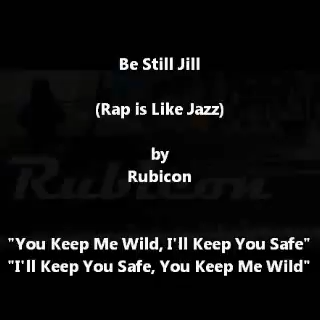 Be Still Jill
(Rap is Like Jazz)
by
Rubicon
Rubicon
"You Keep Me Wild, I'll Keep You Safe"
"I'll Keep You Safe, You Keep Me Wild"